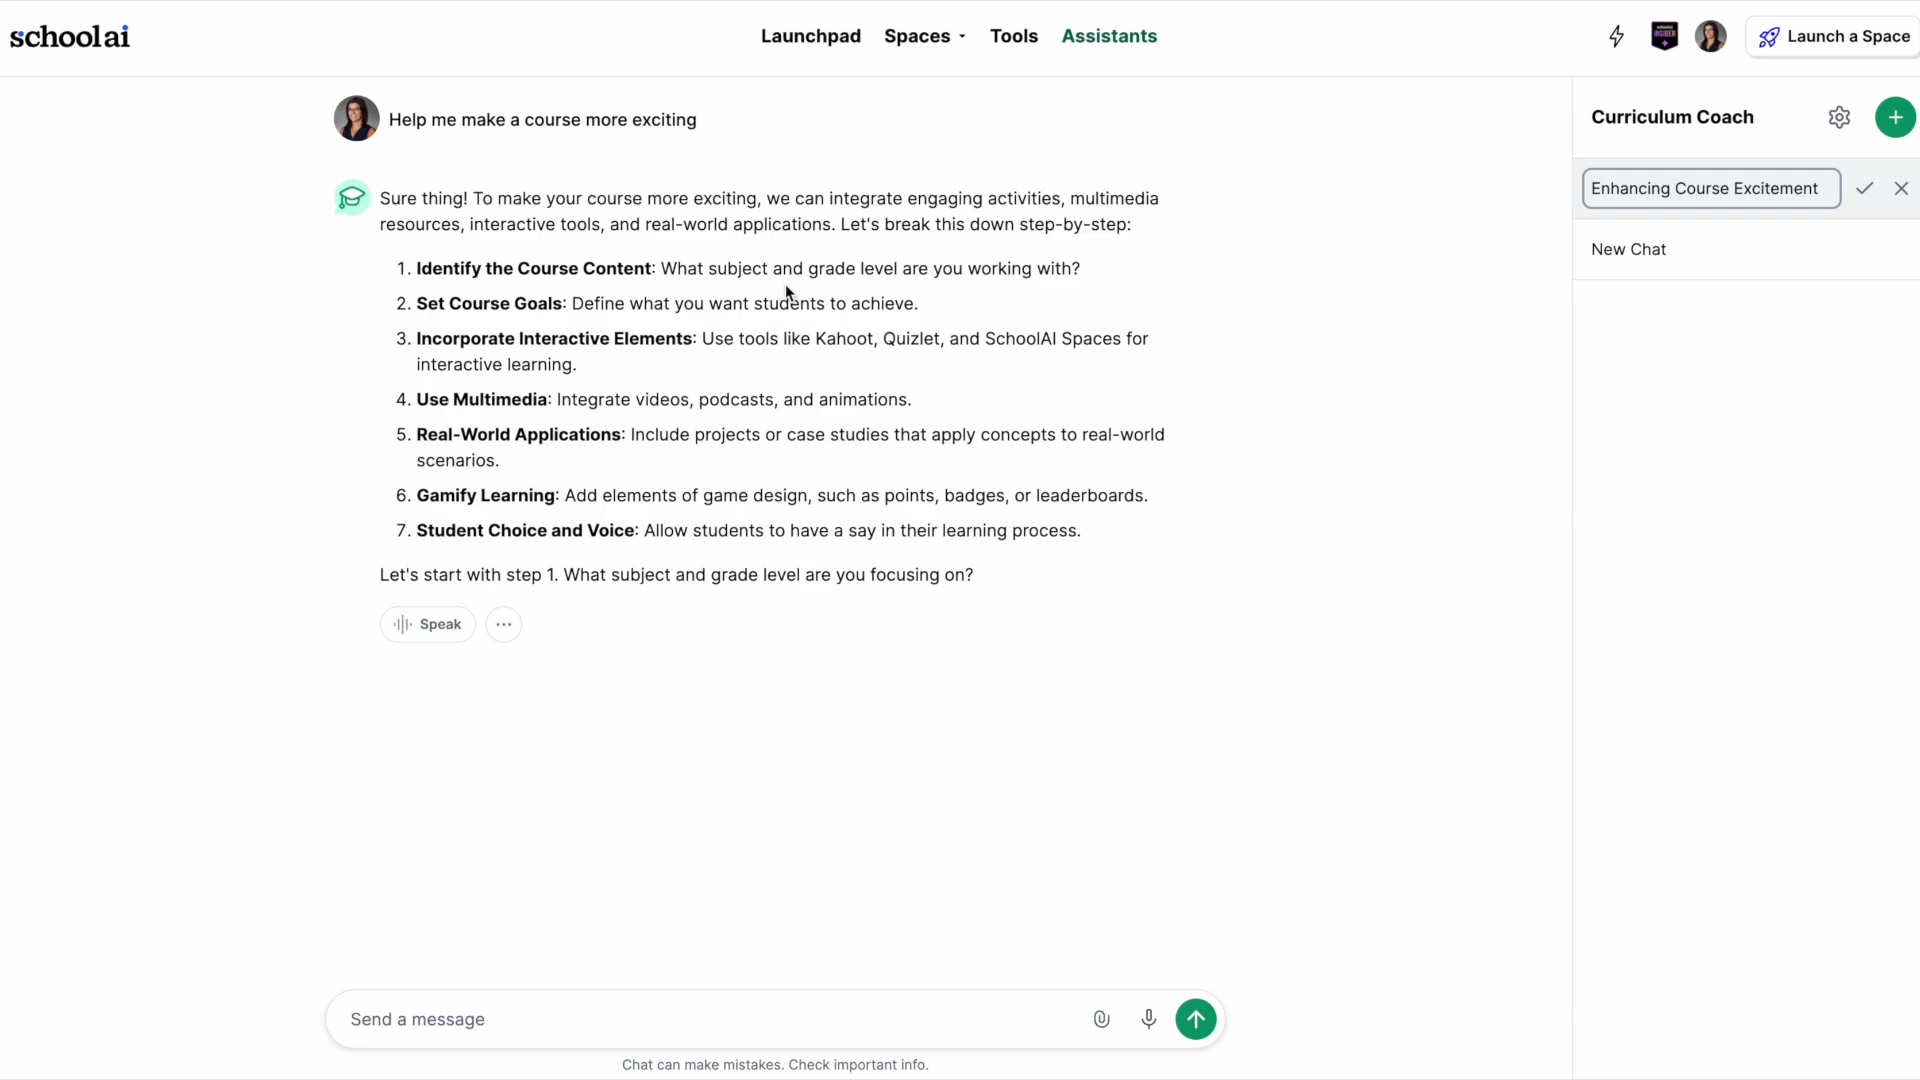 school ai
Launchpad Spaces Tools Assistants
Launch a Space
Help me make a course more exciting
Curriculum Coach
Enhancing Course Excitement
New Chat
Sure thing! To make your course more exciting, we can integrate engaging activities, multimedia
resources, interactive tools, and real-world applications. Let's break this down step-by-step:
1. Identify the Course Content: What subject and grade level are you working with?
2. Set Course Goals: Define what you want students to achieve.
3. Incorporate Interactive Elements: Use tools like Kahoot, Quizlet, and SchoolAI Spaces for
interactive learning.
4. Use Multimedia: Integrate videos, podcasts, and animations.
5. Real-World Applications: Include projects or case studies that apply concepts to real-world
scenarios.
6. Gamify Learning: Add elements of game design, such as points, badges, or leaderboards.
7. Student Choice and Voice: Allow students to have a say in their learning process.
Let's start with step 1. What subject and grade level are you focusing on?
Speak
Send a message
Chat can make mistakes. Check important info.